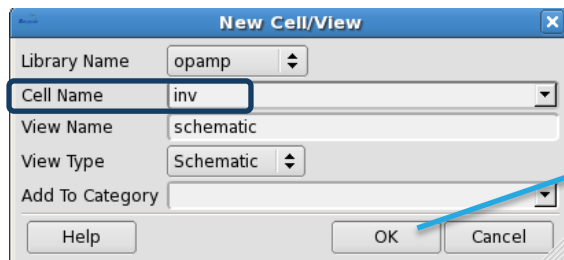 New Cell/View
Library Name opamp
Cell Name inv
View Name schematic
View Type Schematic
Add To Category
Help OK Cancel